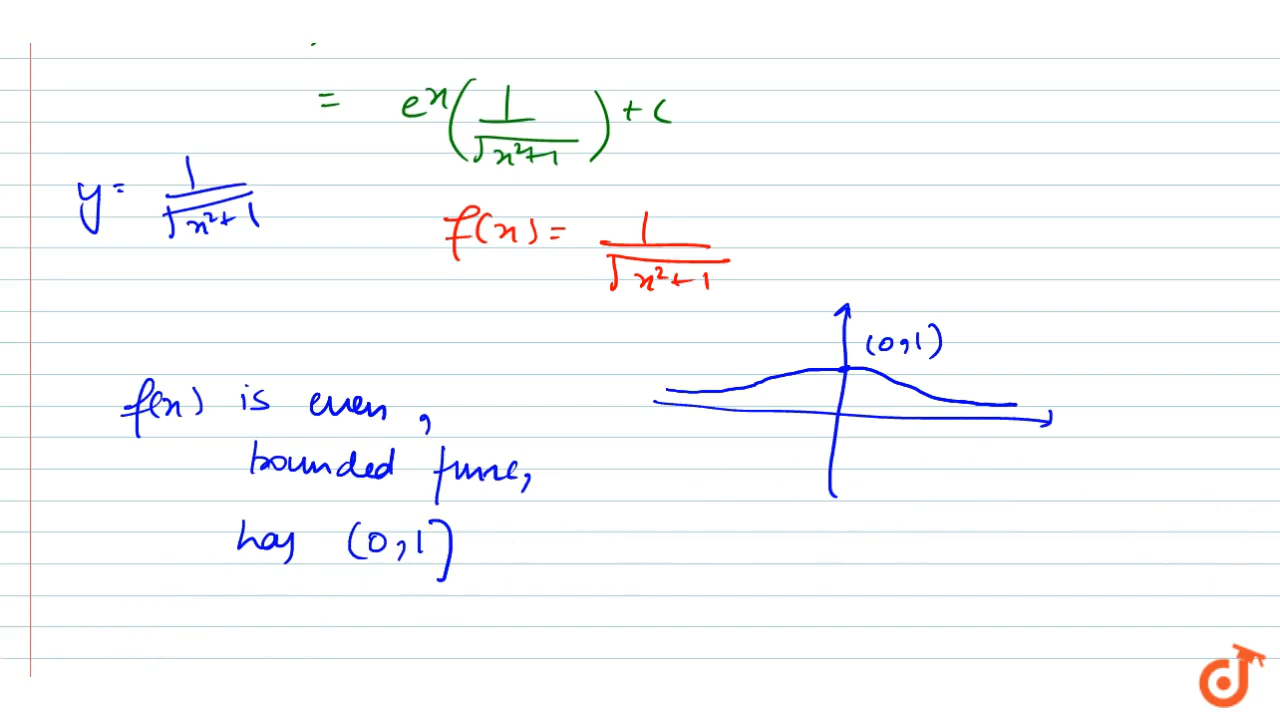 = e^x (1/√(x²+1)) + c
y = 1/√(x²+1)
f(x) = 1/√(x²+1)
(0,1)
f(x) is even,
bounded func,
has (0,1]